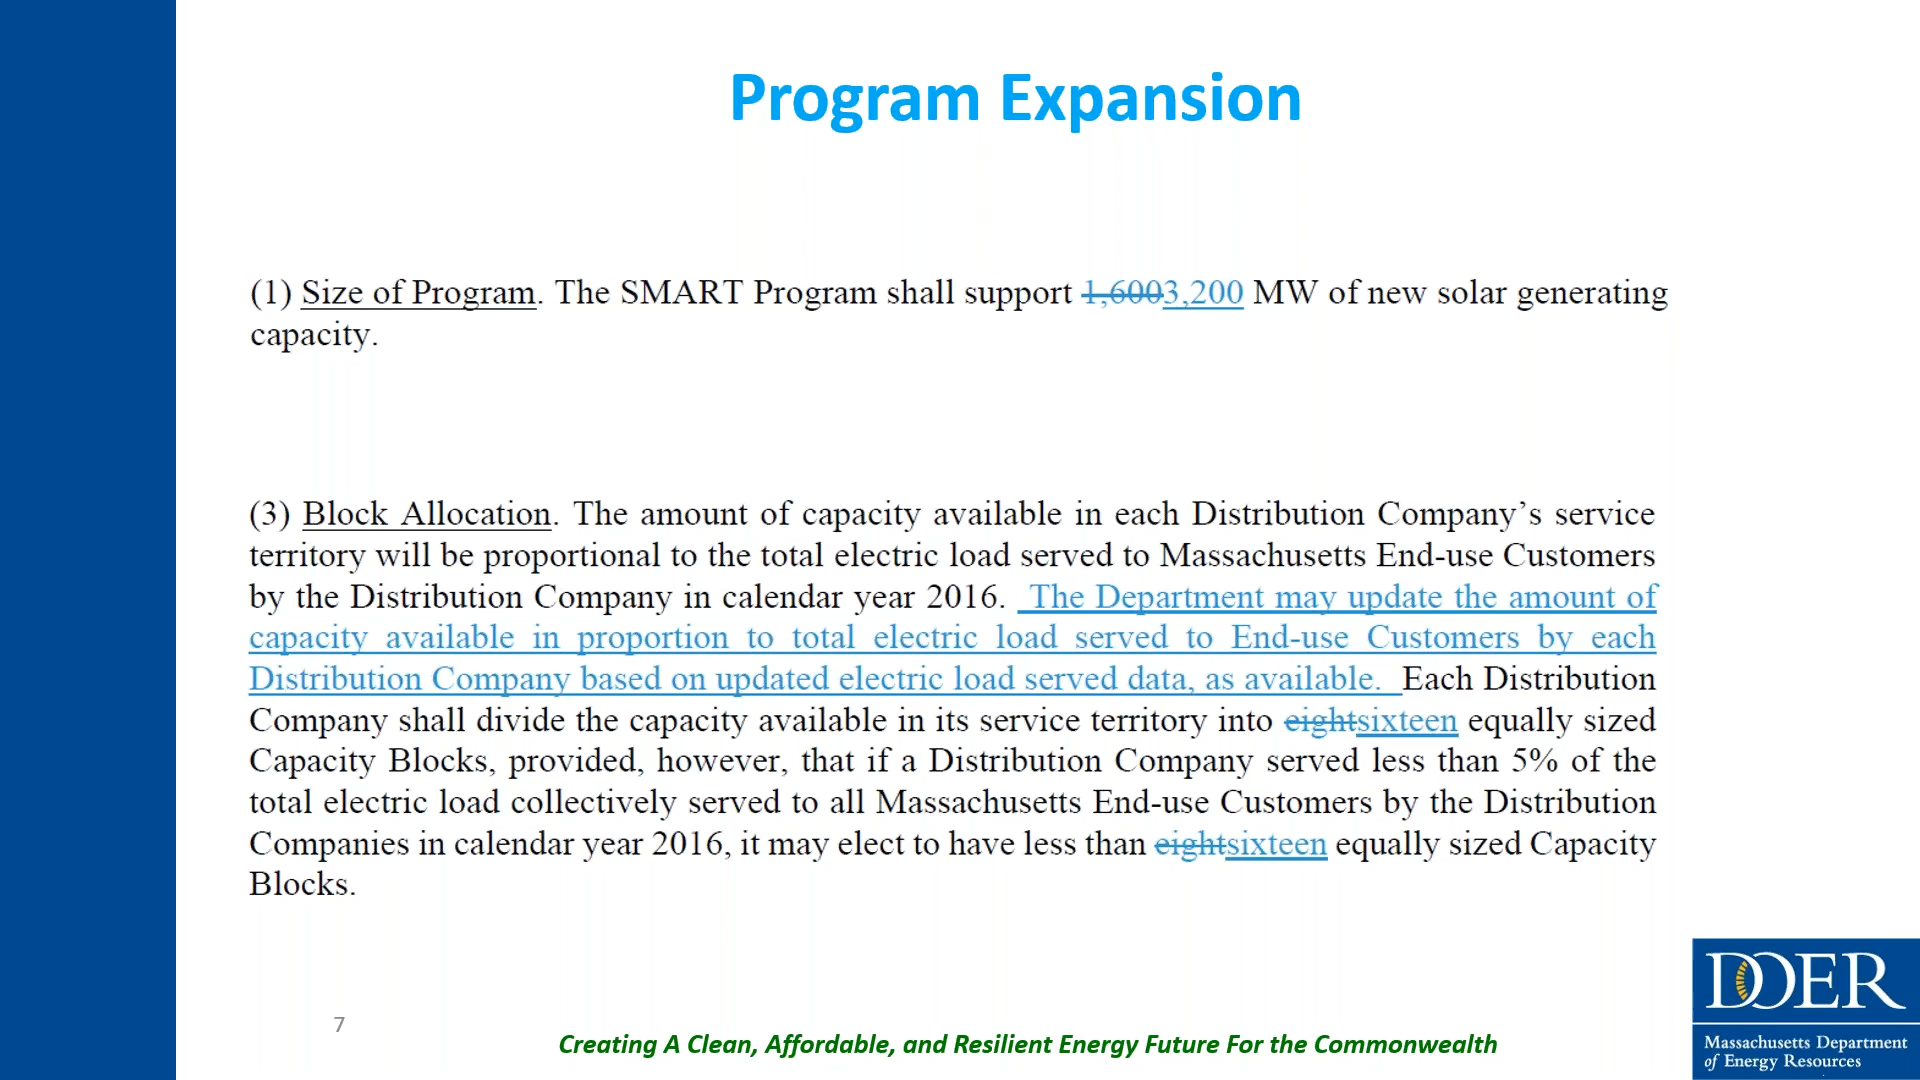 Program Expansion
(1) Size of Program. The SMART Program shall support 1,6003,200 MW of new solar generating
capacity.
(3) Block Allocation. The amount of capacity available in each Distribution Company’s service
territory will be proportional to the total electric load served to Massachusetts End-use Customers
by the Distribution Company in calendar year 2016. The Department may update the amount of
capacity available in proportion to total electric load served to End-use Customers by each
Distribution Company based on updated electric load served data, as available. Each Distribution
Company shall divide the capacity available in its service territory into eightsixteen equally sized
Capacity Blocks, provided, however, that if a Distribution Company served less than 5% of the
total electric load collectively served to all Massachusetts End-use Customers by the Distribution
Companies in calendar year 2016, it may elect to have less than eightsixteen equally sized Capacity
Blocks.
7
Creating A Clean, Affordable, and Resilient Energy Future For the Commonwealth
DOER
Massachusetts Department
of Energy Resources